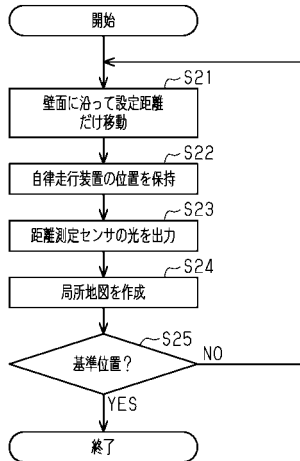 開始
S21
壁面に沿って設定距離
だけ移動
S22
自律走行装置の位置を保持
S23
距離測定センサの光を出力
S24
局所地図を作成
S25
基準位置?
NO
YES
終了